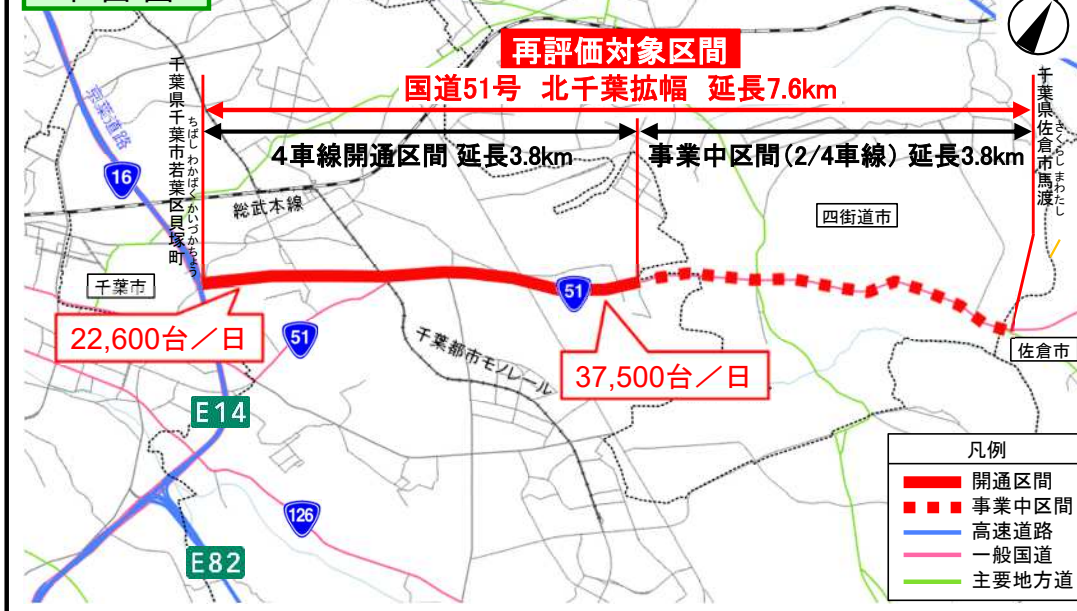 再評価対象区間
国道51号 北千葉拡幅 延長7.6km
4車線開通区間 延長3.8km
事業中区間(2/4車線) 延長3.8km
千葉県千葉市若葉区貝塚町
ちばし わかばくかいづかちょう
千葉県佐倉市馬渡
さくらし まわたし
京葉道路
16
総武本線
四街道市
千葉市
51
22,600台/日
51
千葉都市モノレール
37,500台/日
佐倉市
E14
126
E82
凡例
開通区間
事業中区間
高速道路
一般国道
主要地方道